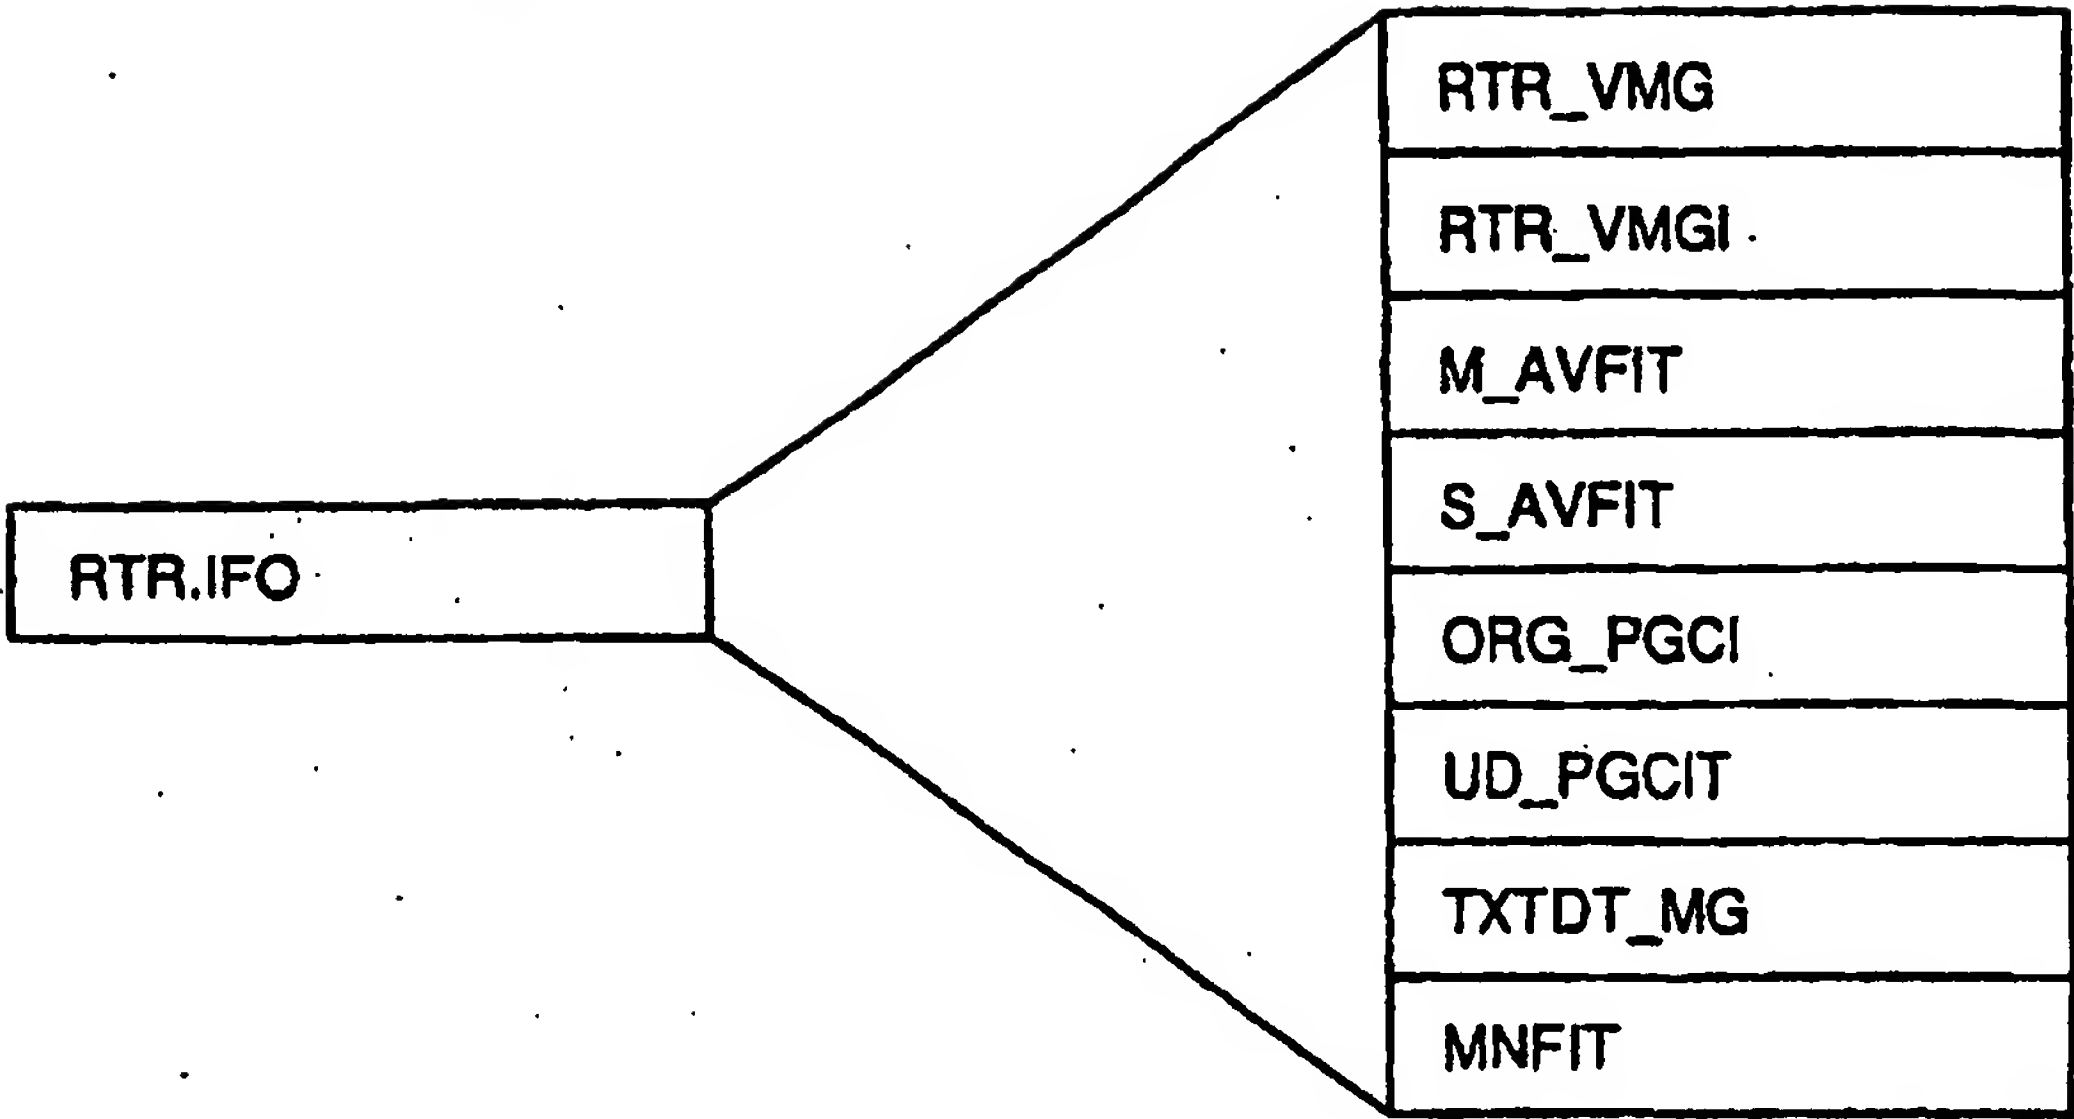 RTR.IFO
RTR_VMG
RTR_VMGI
M_AVFIT
S_AVFIT
ORG_PGCI
UD_PGCIT
TXTDT_MG
MNFIT